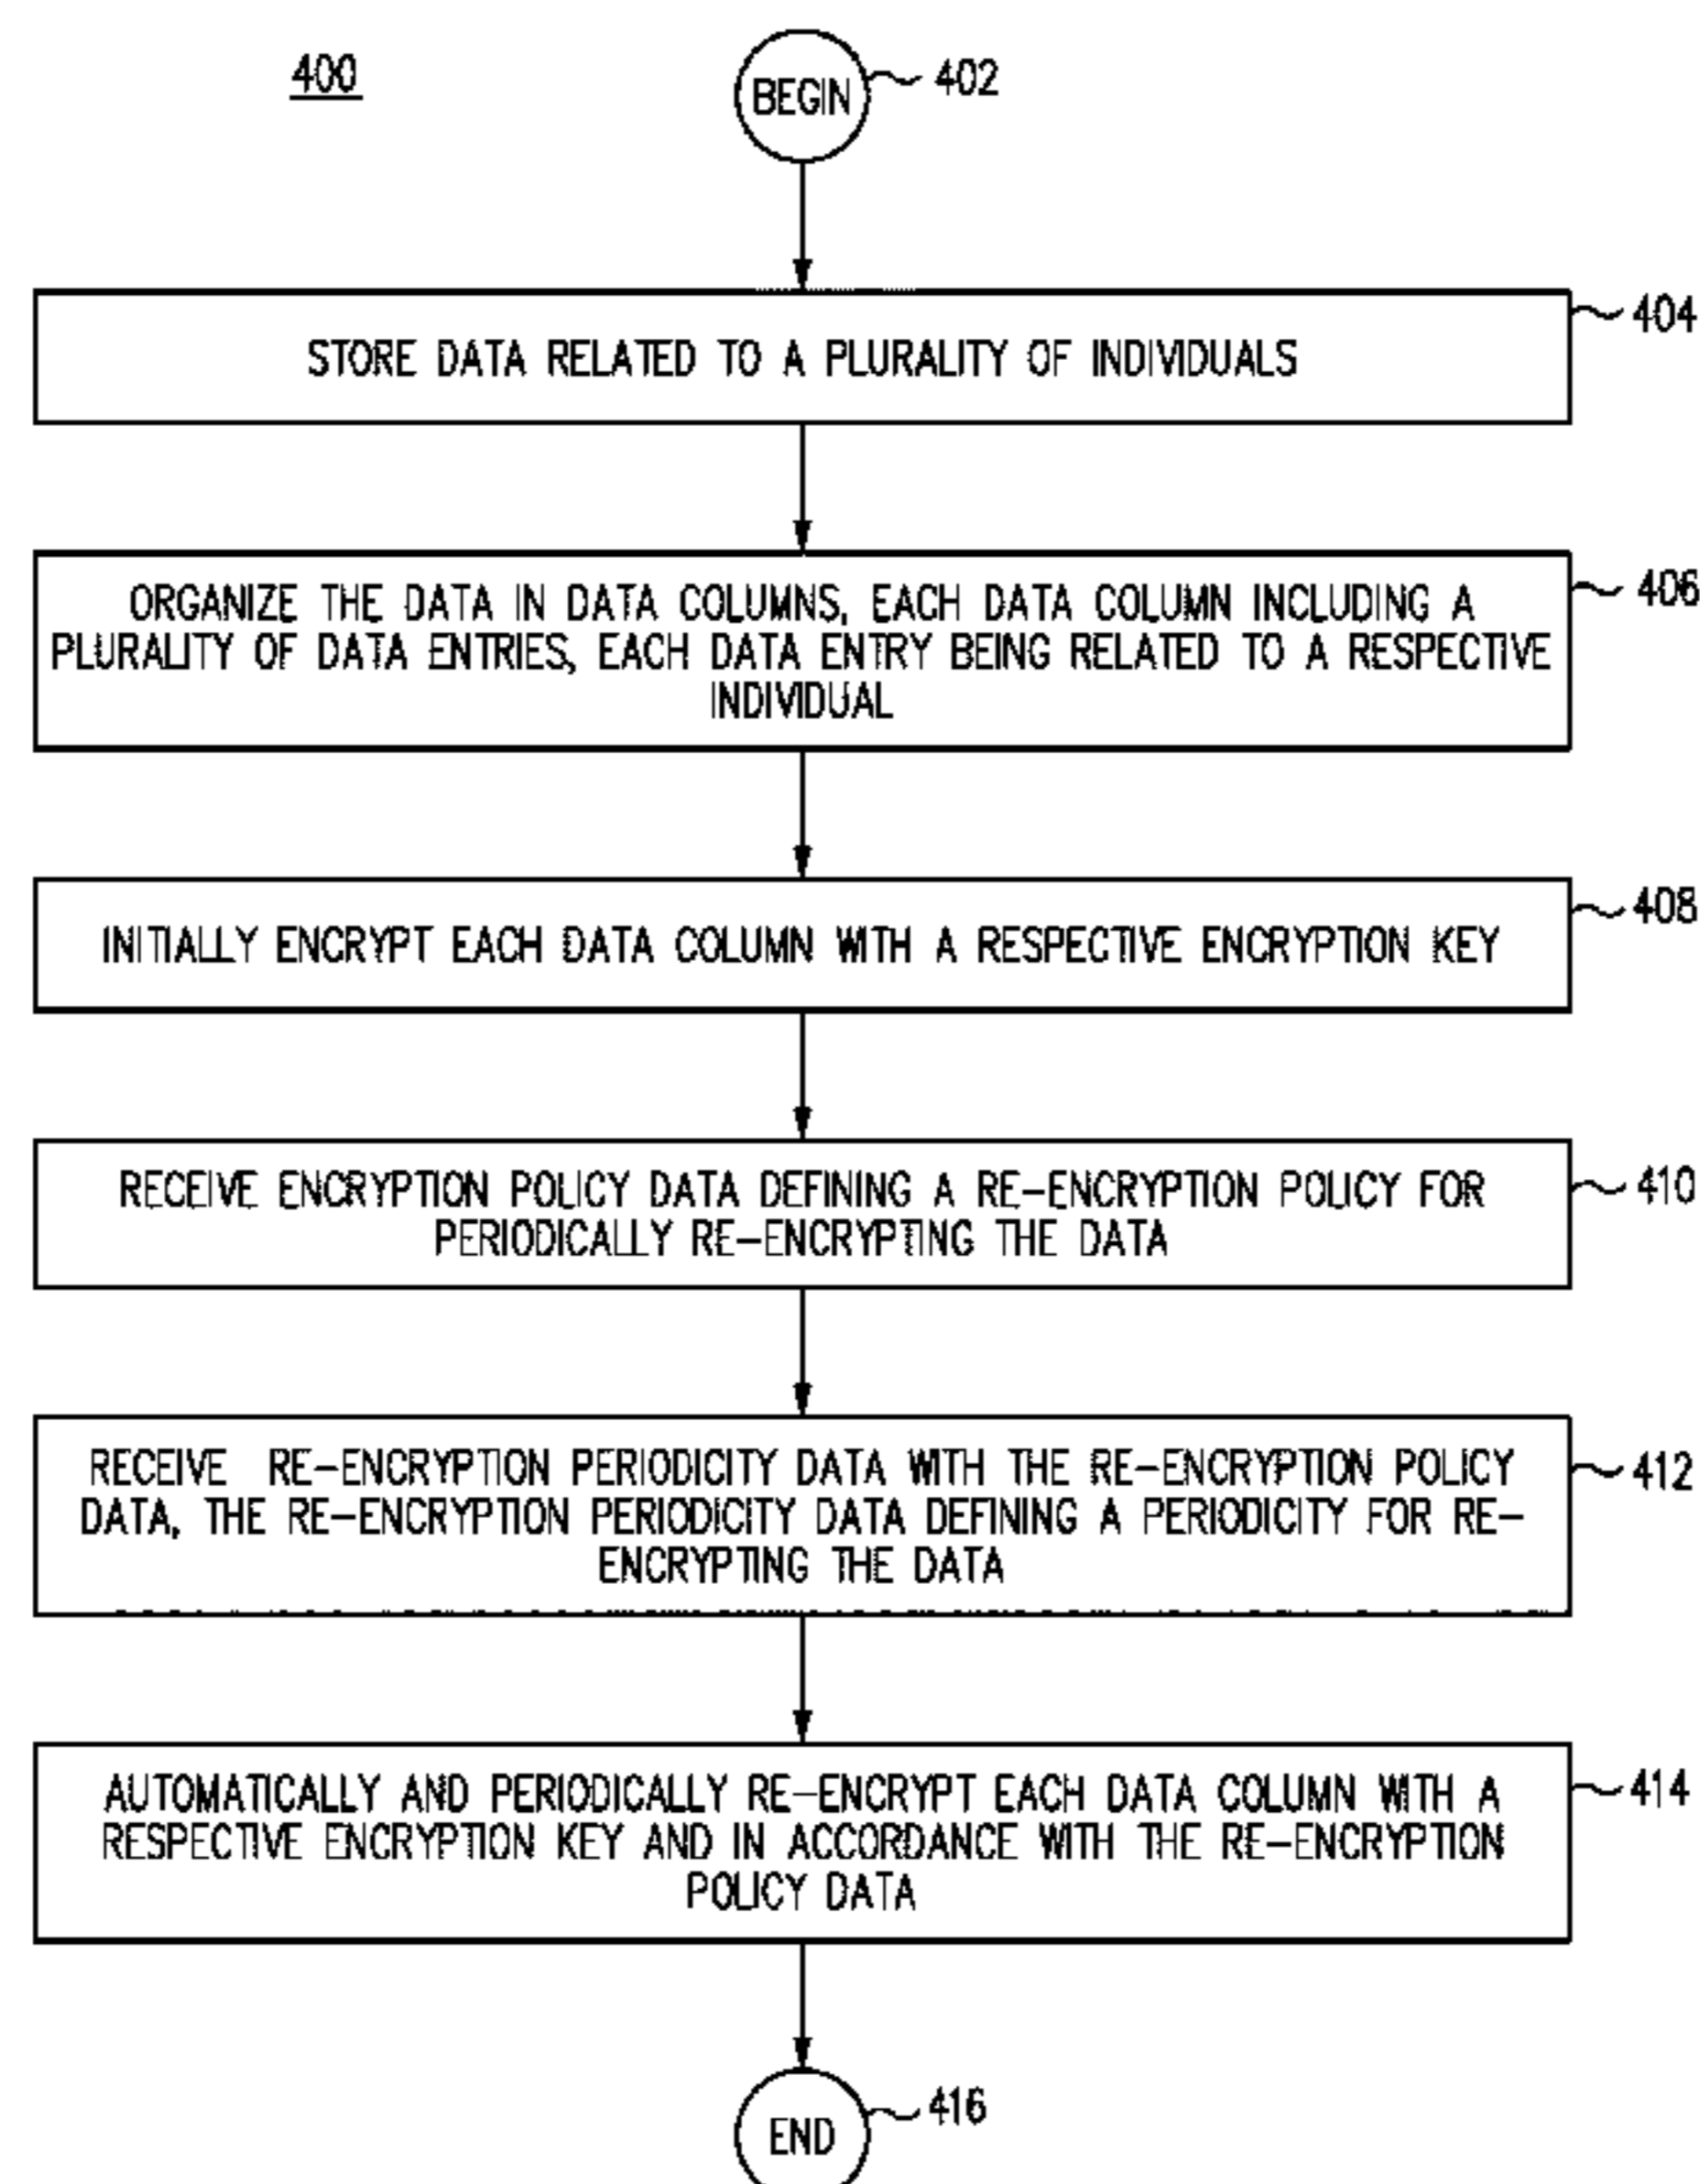 400
BEGIN
402
404
STORE DATA RELATED TO A PLURALITY OF INDIVIDUALS
406
ORGANIZE THE DATA IN DATA COLUMNS, EACH DATA COLUMN INCLUDING A
PLURALITY OF DATA ENTRIES, EACH DATA ENTRY BEING RELATED TO A RESPECTIVE
INDIVIDUAL
408
INITIALLY ENCRYPT EACH DATA COLUMN WITH A RESPECTIVE ENCRYPTION KEY
410
RECEIVE ENCRYPTION POLICY DATA DEFINING A RE-ENCRYPTION POLICY FOR
PERIODICALLY RE-ENCRYPTING THE DATA
412
RECEIVE RE-ENCRYPTION PERIODICITY DATA WITH THE RE-ENCRYPTION POLICY
DATA, THE RE-ENCRYPTION PERIODICITY DATA DEFINING A PERIODICITY FOR RE-
ENCRYPTING THE DATA
414
AUTOMATICALLY AND PERIODICALLY RE-ENCRYPT EACH DATA COLUMN WITH A
RESPECTIVE ENCRYPTION KEY AND IN ACCORDANCE WITH THE RE-ENCRYPTION
POLICY DATA
416
END